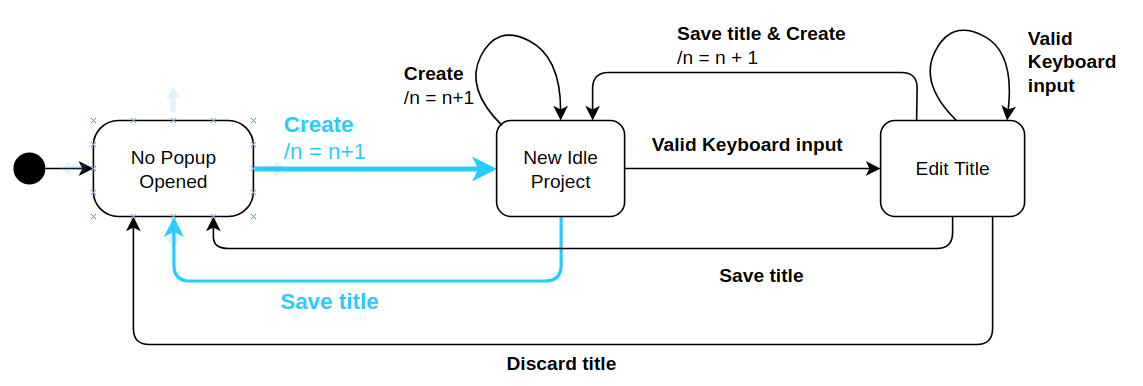 Save title & Create
/n = n + 1
Valid
Keyboard
input
Create
/n = n+1
Create
/n = n+1
No Popup
Opened
New Idle
Project
Valid Keyboard input
Edit Title
Save title
Save title
Discard title